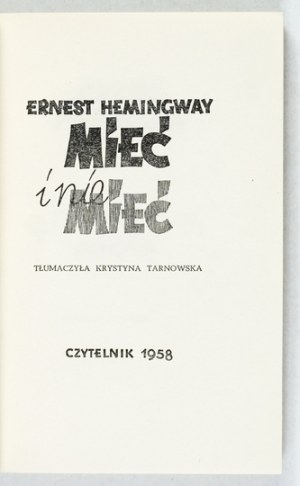 ERNEST HEMINGWAY
MIEĆ
i nie
MIEĆ
TŁUMACZYŁA KRYSTYNA TARNOWSKA
CZYTELNIK 1958